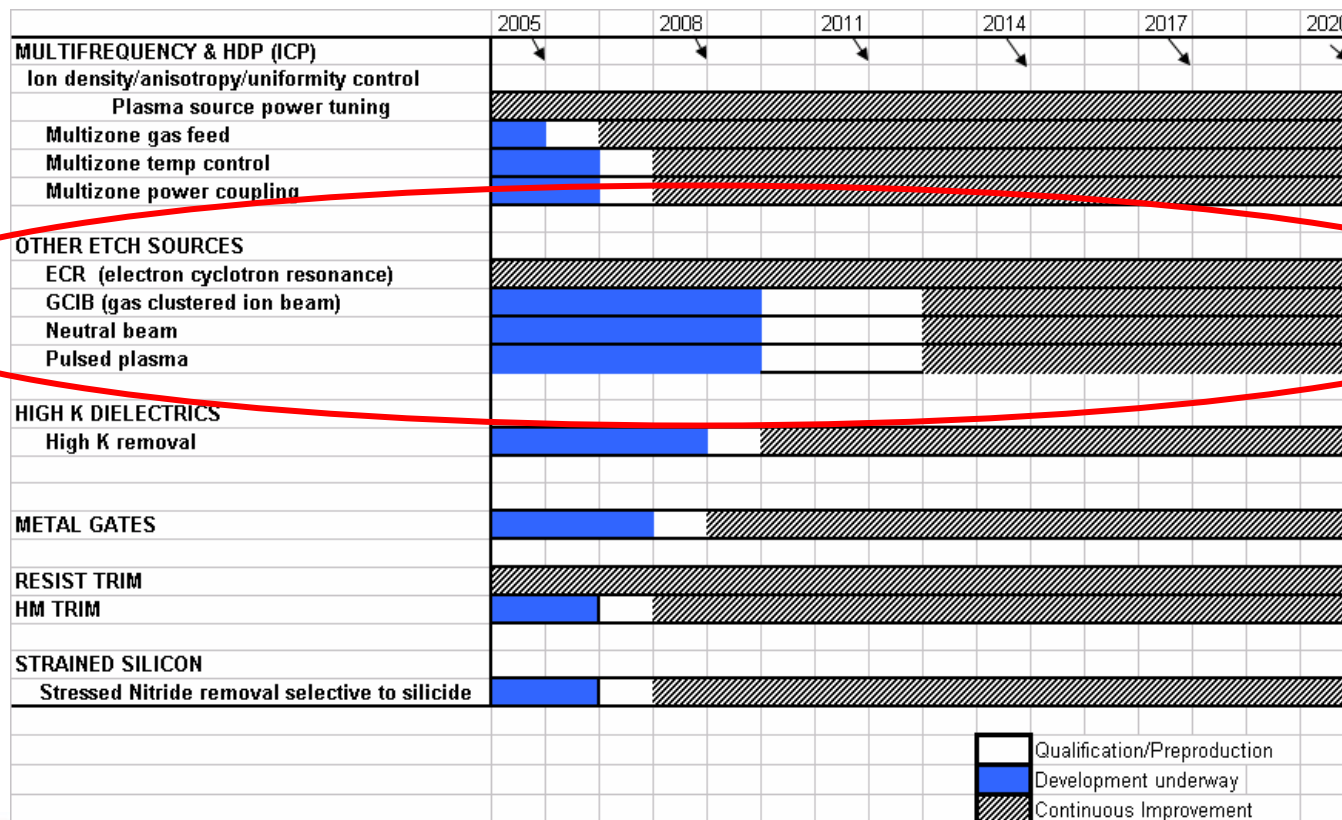 2005 2008 2011 2014 2017 2020
MULTIFREQUENCY & HDP (ICP)
Ion density/anisotropy/uniformity control
Plasma source power tuning
Multizone gas feed
Multizone temp control
Multizone power coupling
OTHER ETCH SOURCES
ECR (electron cyclotron resonance)
GCIB (gas clustered ion beam)
Neutral beam
Pulsed plasma
HIGH K DIELECTRICS
High K removal
METAL GATES
RESIST TRIM
HM TRIM
STRAINED SILICON
Stressed Nitride removal selective to silicide
Qualification/Preproduction
Development underway
Continuous Improvement